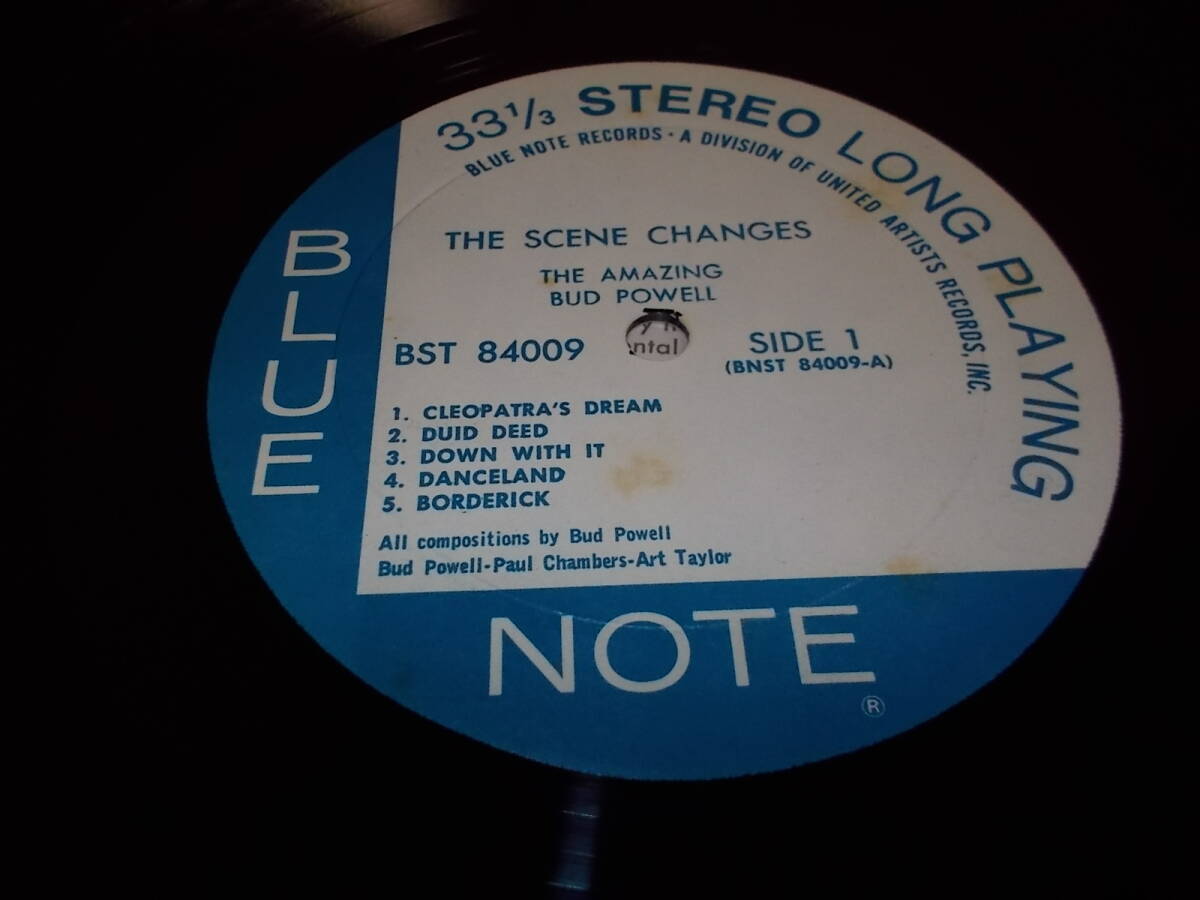 33⅓ STEREO LONG PLAYING
BLUE NOTE RECORDS · A DIVISION OF UNITED ARTISTS RECORDS, INC.
THE SCENE CHANGES
THE AMAZING
BUD POWELL
BST 84009
SIDE 1
(BNST 84009-A)
1. CLEOPATRA'S DREAM
2. DUID DEED
3. DOWN WITH IT
4. DANCELAND
5. BORDERICK
All compositions by Bud Powell
Bud Powell-Paul Chambers-Art Taylor
BLUE
NOTE
®